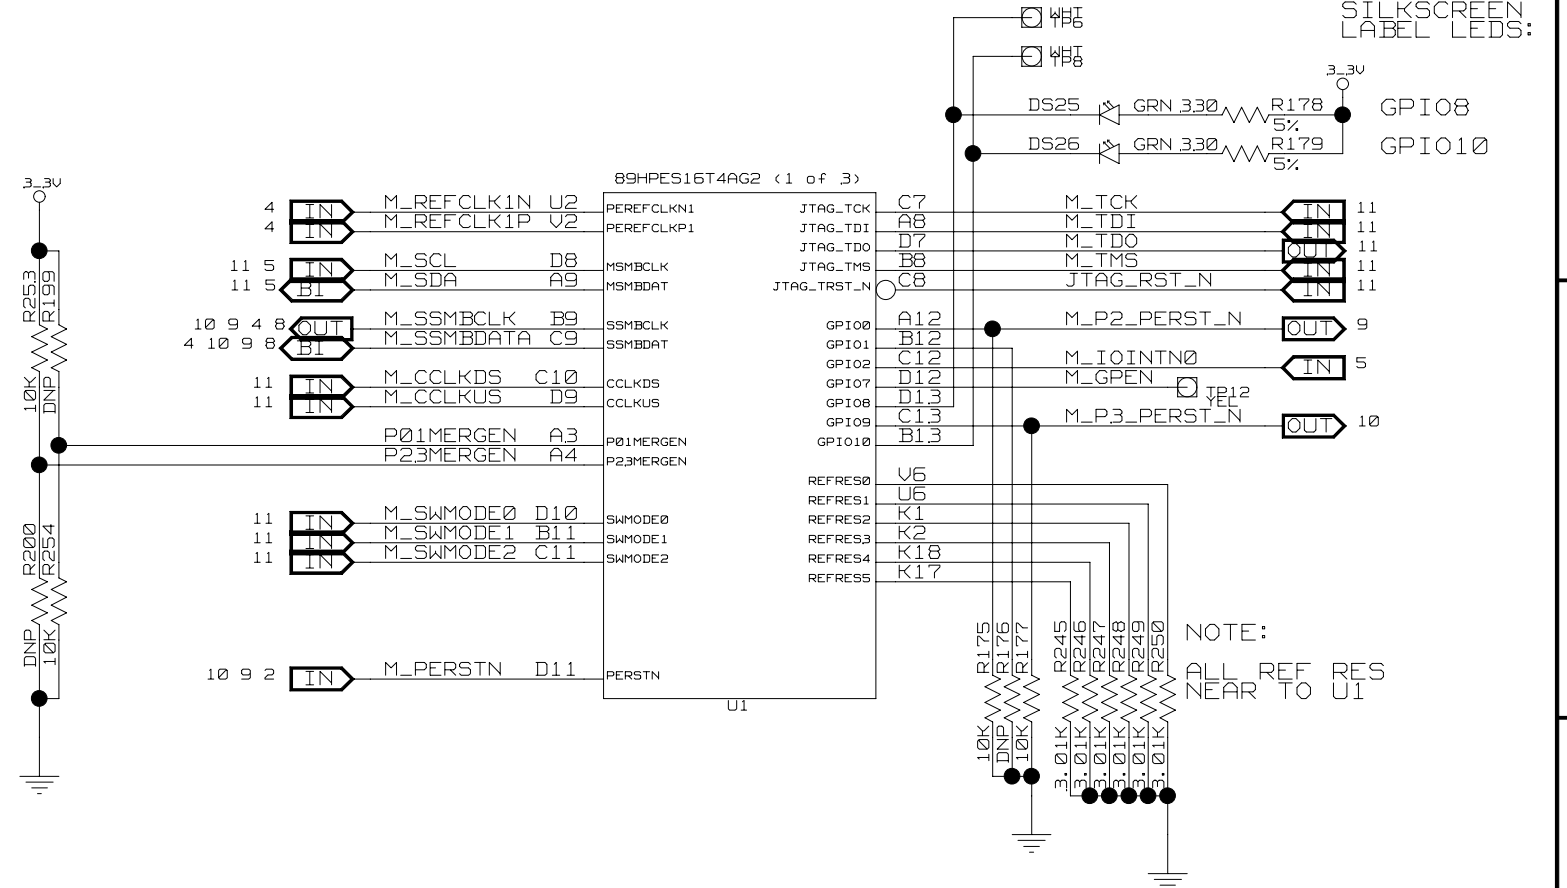 SILKSCREEN
LABEL LEDS:
WHT
TP6
WHT
TP8
3_3V
DS25 GRN 330 R178 5% GPIO8
DS26 GRN 330 R179 5% GPIO10
89HPES16T4AG2 (1 of 3)
3_3V
4 IN M_REFCLK1N U2 PEREFCLKN1
4 IN M_REFCLK1P V2 PEREFCLKP1
11 5 IN M_SCL D8 MSMBCLK
11 5 BI M_SDA A9 MSMBDAT
10 9 4 8 OUT M_SSMBCLK B9 SSMBCLK
4 10 9 8 BI M_SSMBDATA C9 SSMBDAT
11 IN M_CCLKDS C10 CCLKDS
11 IN M_CCLKUS D9 CCLKUS
P01MERGEN A3 P01MERGEN
P23MERGEN A4 P23MERGEN
11 IN M_SWMODE0 D10 SWMODE0
11 IN M_SWMODE1 B11 SWMODE1
11 IN M_SWMODE2 C11 SWMODE2
10 9 2 IN M_PERSTN D11 PERSTN
R253 10K
R199 DNP
R200 DNP
R254 10K
JTAG_TCK C7 M_TCK IN 11
JTAG_TDI A8 M_TDI IN 11
JTAG_TDO D7 M_TDO OUT 11
JTAG_TMS B8 M_TMS IN 11
JTAG_TRST_N C8 JTAG_RST_N IN 11
GPIO0 A12 M_P2_PERST_N OUT 9
GPIO1 B12
GPIO2 C12 M_IOINTN0 IN 5
GPIO7 D12 M_GPEN TP12 YEL
GPIO8 D13
GPIO9 C13 M_P3_PERST_N OUT 10
GPIO10 B13
REFRES0 V6
REFRES1 U6
REFRES2 K1
REFRES3 K2
REFRES4 K18
REFRES5 K17
U1
R175 10K
R176 DNP
R177 10K
R245 3.01K
R246 3.01K
R247 3.01K
R248 3.01K
R249 3.01K
R250 3.01K
NOTE:
ALL REF RES
NEAR TO U1